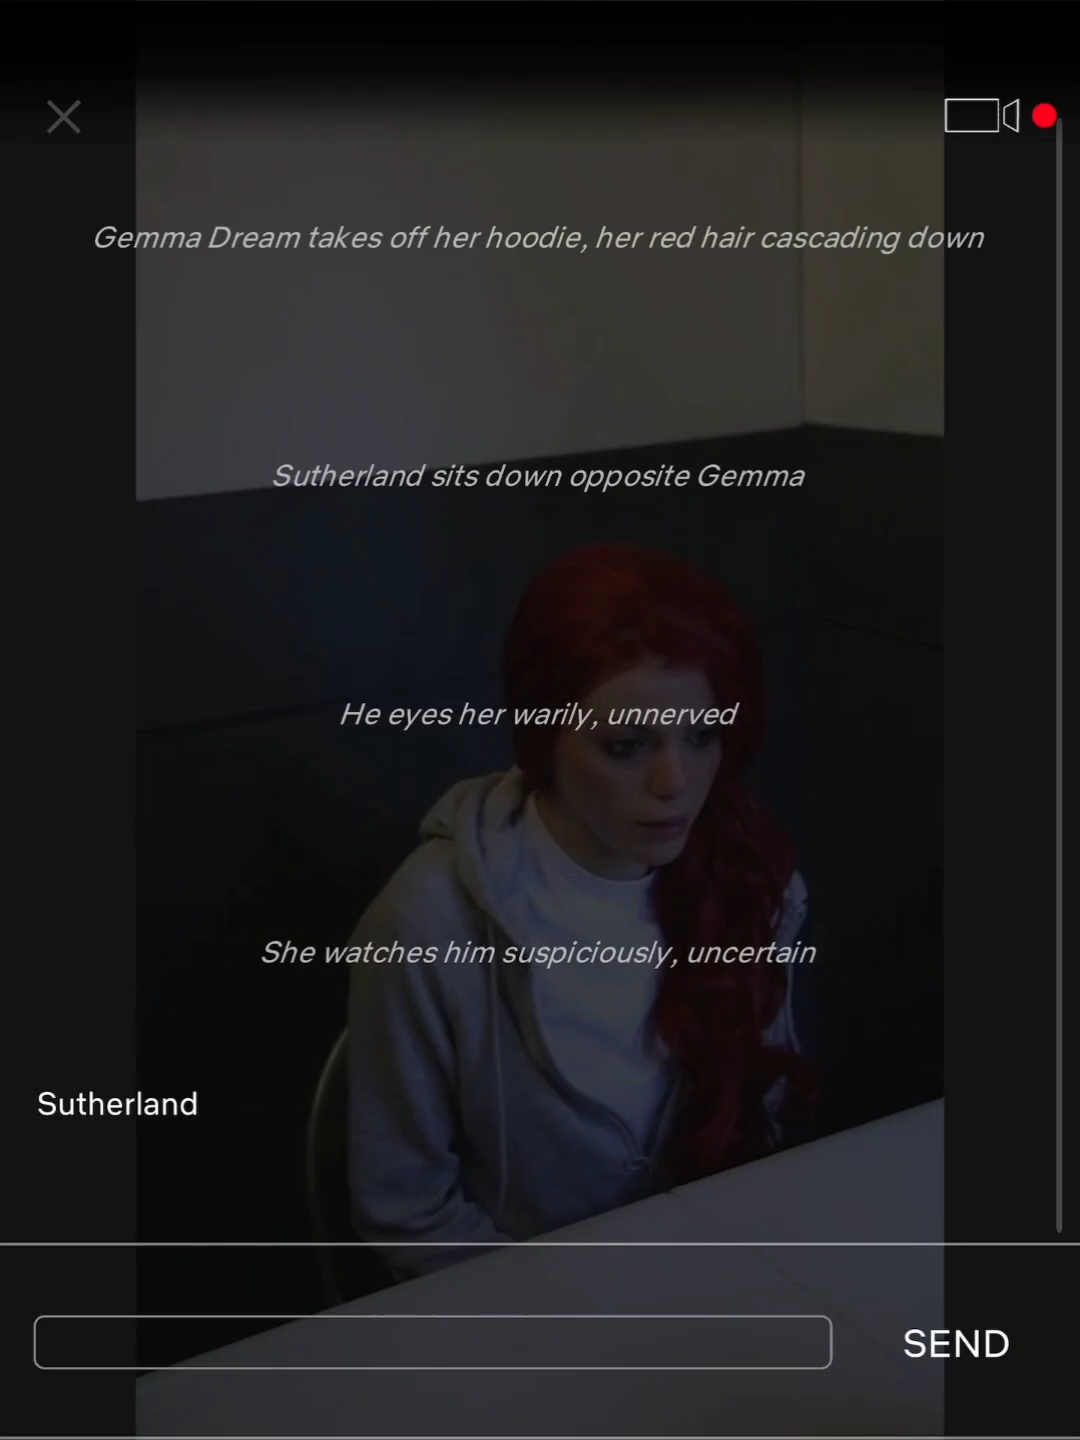 Gemma Dream takes off her hoodie, her red hair cascading down
Sutherland sits down opposite Gemma
He eyes her warily, unnerved
She watches him suspiciously, uncertain
Sutherland
SEND